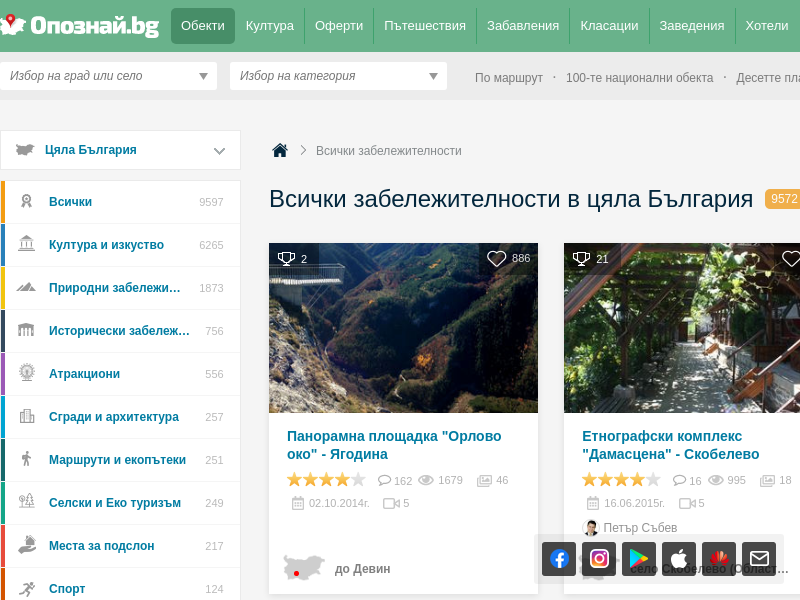 Опознай.bg
Обекти
Култура
Оферти
Пътешествия
Забавления
Класации
Заведения
Хотели
Избор на град или село
Избор на категория
По маршрут · 100-те национални обекта ·
Цяла България
Всички забележителности
Всички 9597
Култура и изкуство 6265
Природни забележи... 1873
Исторически забележ... 756
Атракциони 556
Сгради и архитектура 257
Маршрути и екопътеки 251
Селски и Еко туризъм 249
Места за подслон 217
Спорт 124
Всички забележителности в цяла България 9572
2
886
21
Панорамна площадка "Орлово
око" - Ягодина
162 1679 46
02.10.2014г. 5
до Девин
Етнографски комплекс
"Дамасцена" - Скобелево
16 995 18
16.06.2015г. 5
Петър Събев
село Скобелево (Област...